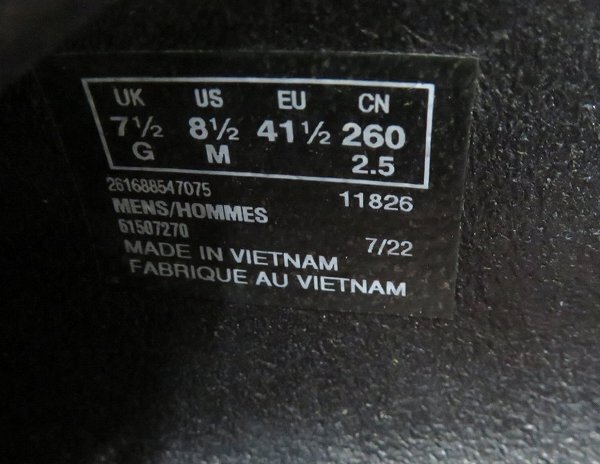 UK US EU CN
7½ 8½ 41½ 260
G M 2.5
261688547075 11826
MENS/HOMMES
61507270 7/22
MADE IN VIETNAM
FABRIQUE AU VIETNAM